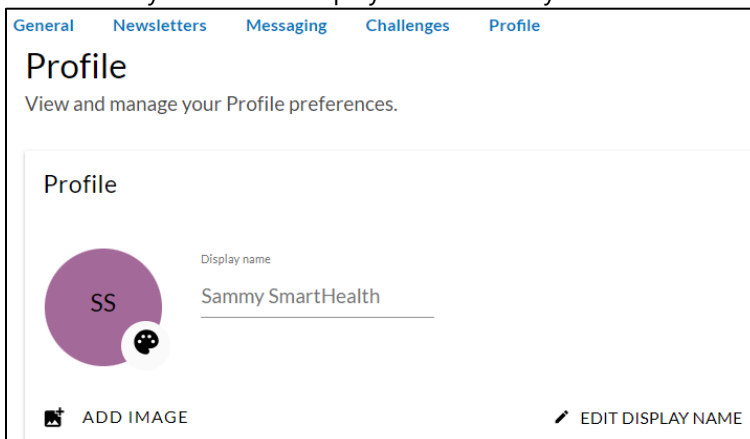 General Newsletters Messaging Challenges Profile
Profile
View and manage your Profile preferences.
Profile
Display name
SS
Sammy SmartHealth
ADD IMAGE
EDIT DISPLAY NAME